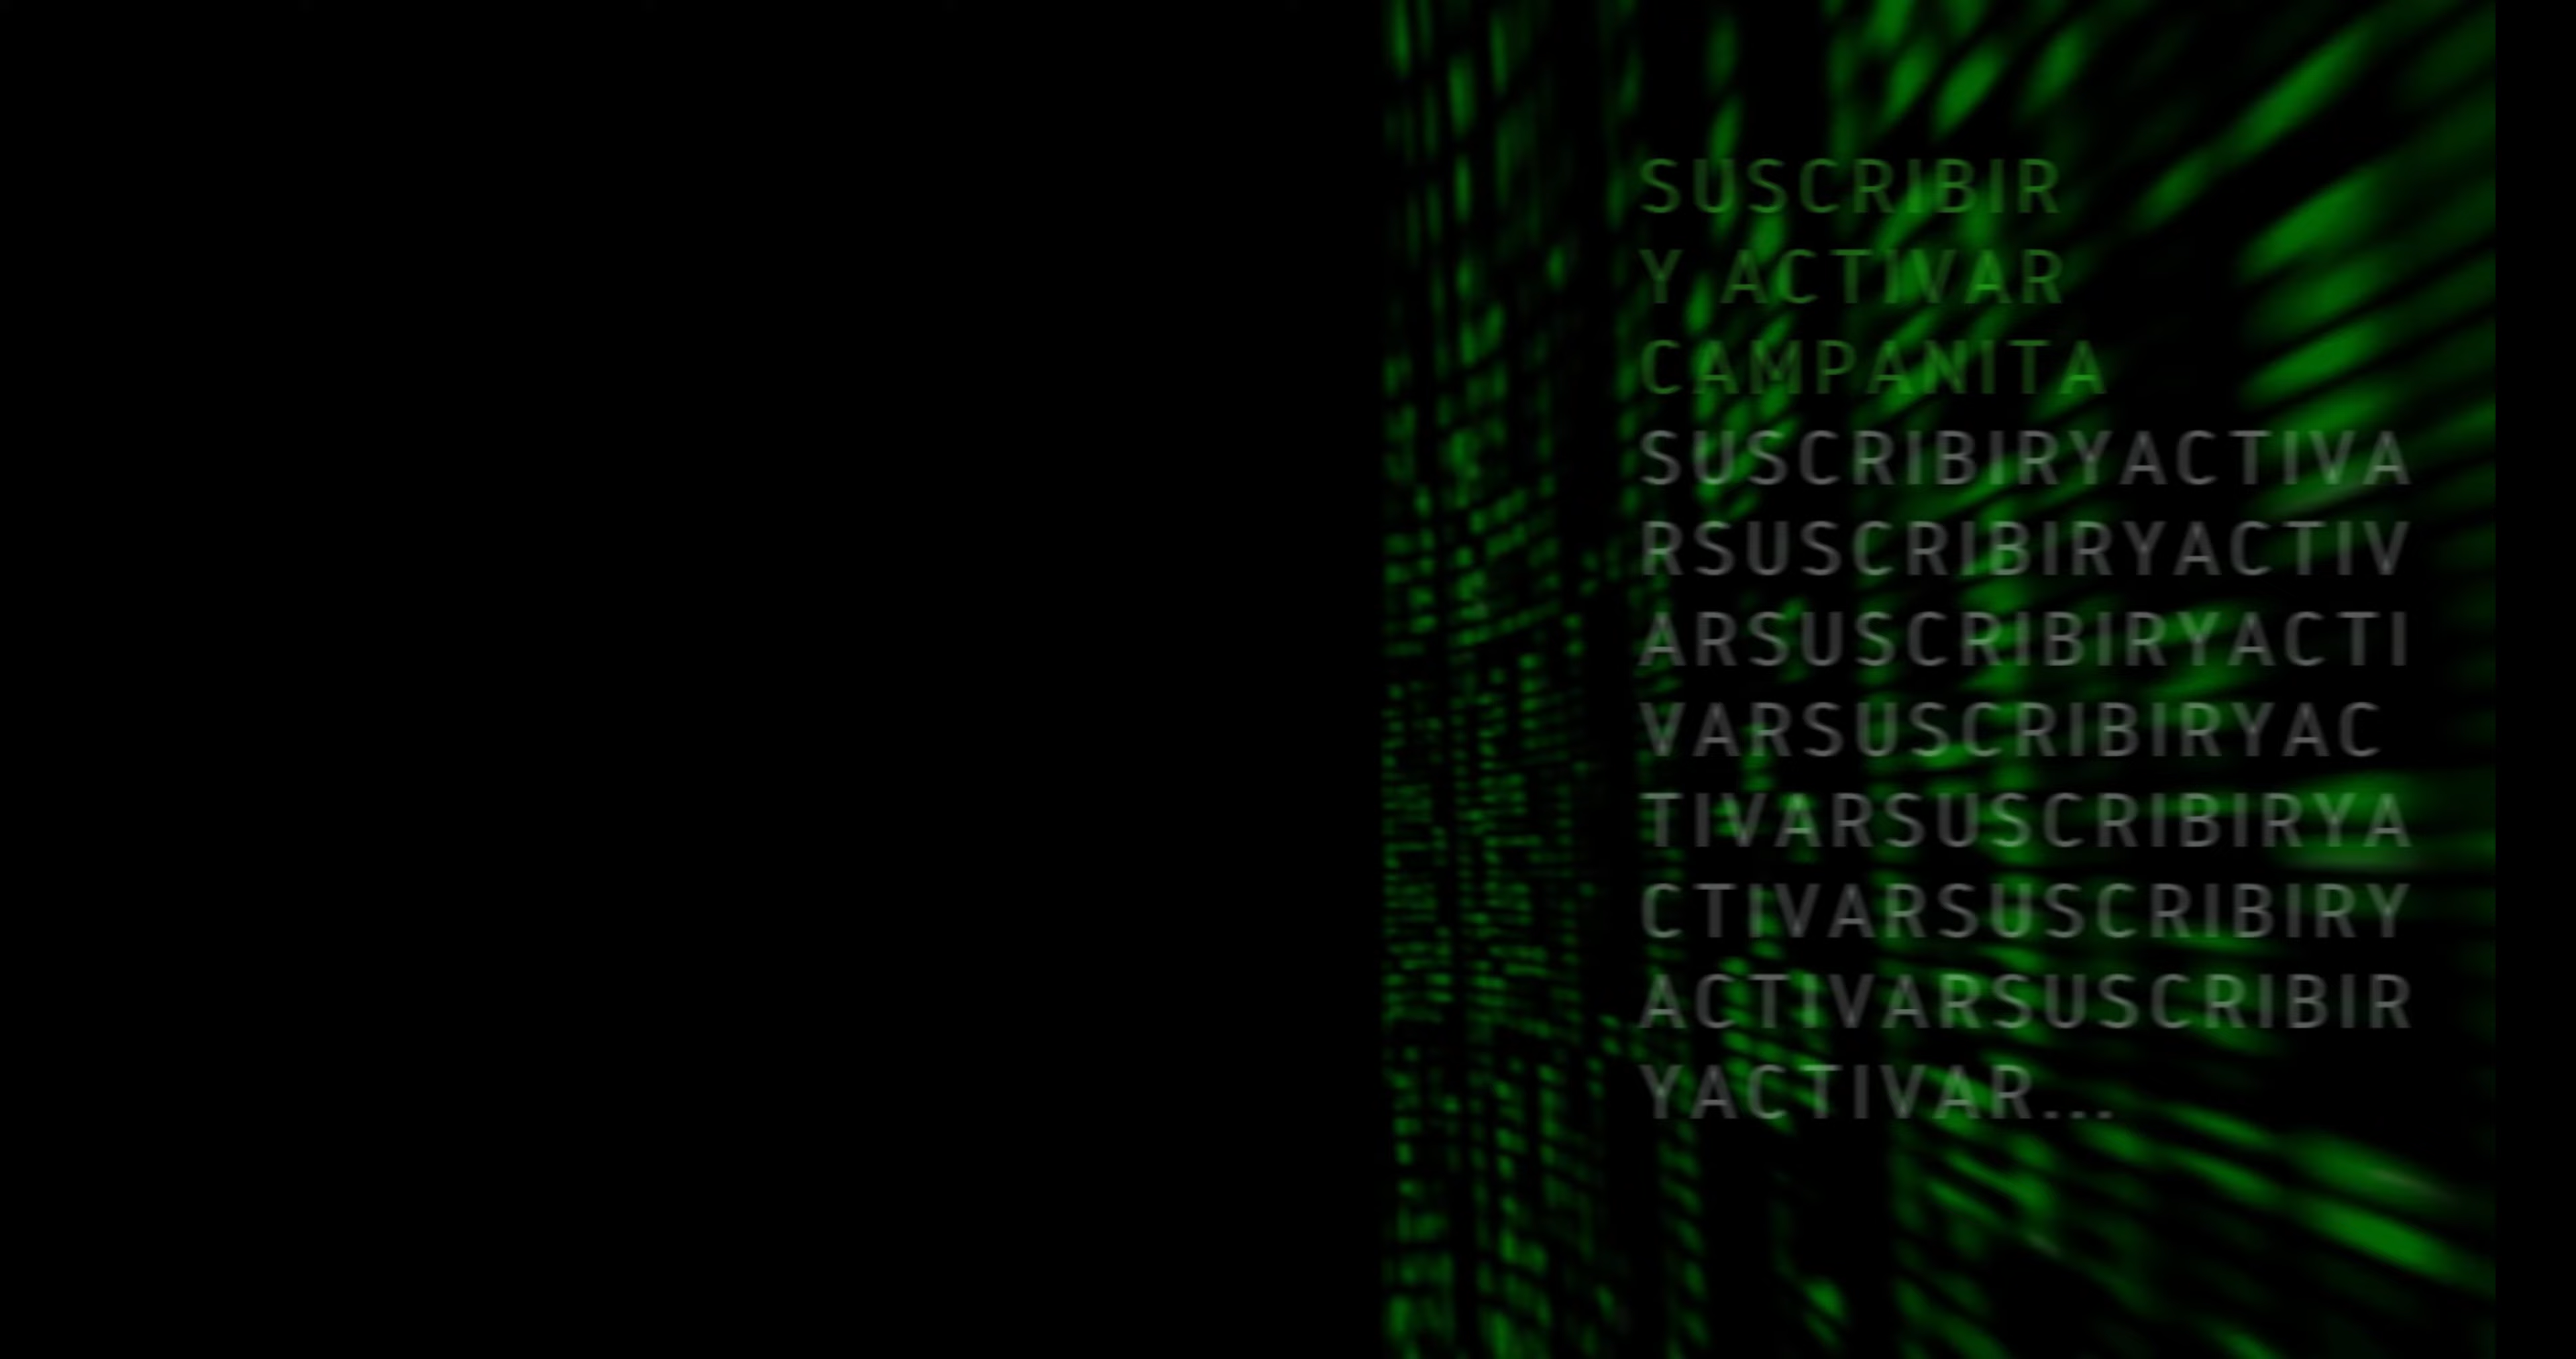 SUSCRIBIR
Y ACTIVAR
CAMPANITA
SUSCRIBIRYACTIVA
RSUSCRIBIRYACTIV
ARSUSCRIBIRYACTI
VARSUSCRIBIRYAC
TIVARSUSCRIBIRYA
CTIVARSUSCRIBIRY
ACTIVARSUSCRIBIR
YACTIVAR...